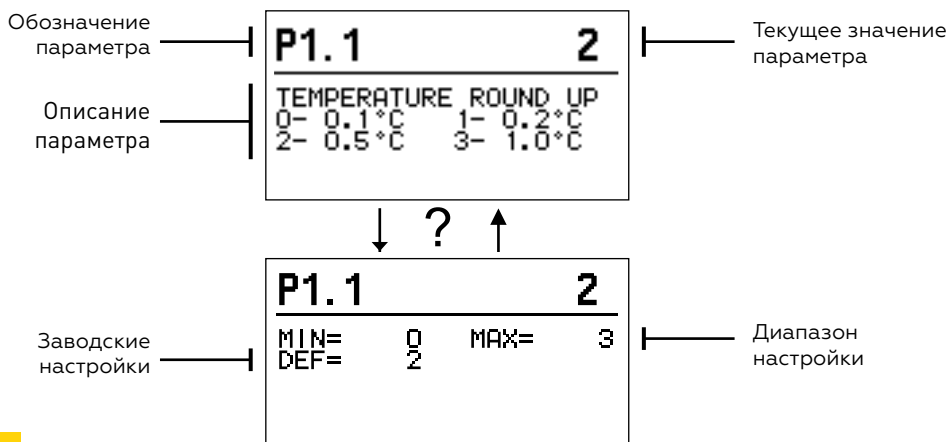 Обозначение
параметра
P1.1 2
Текущее значение
параметра
Описание
параметра
TEMPERATURE ROUND UP
0- 0.1°C 1- 0.2°C
2- 0.5°C 3- 1.0°C
?
P1.1 2
Заводские
настройки
MIN= 0 MAX= 3
DEF= 2
Диапазон
настройки